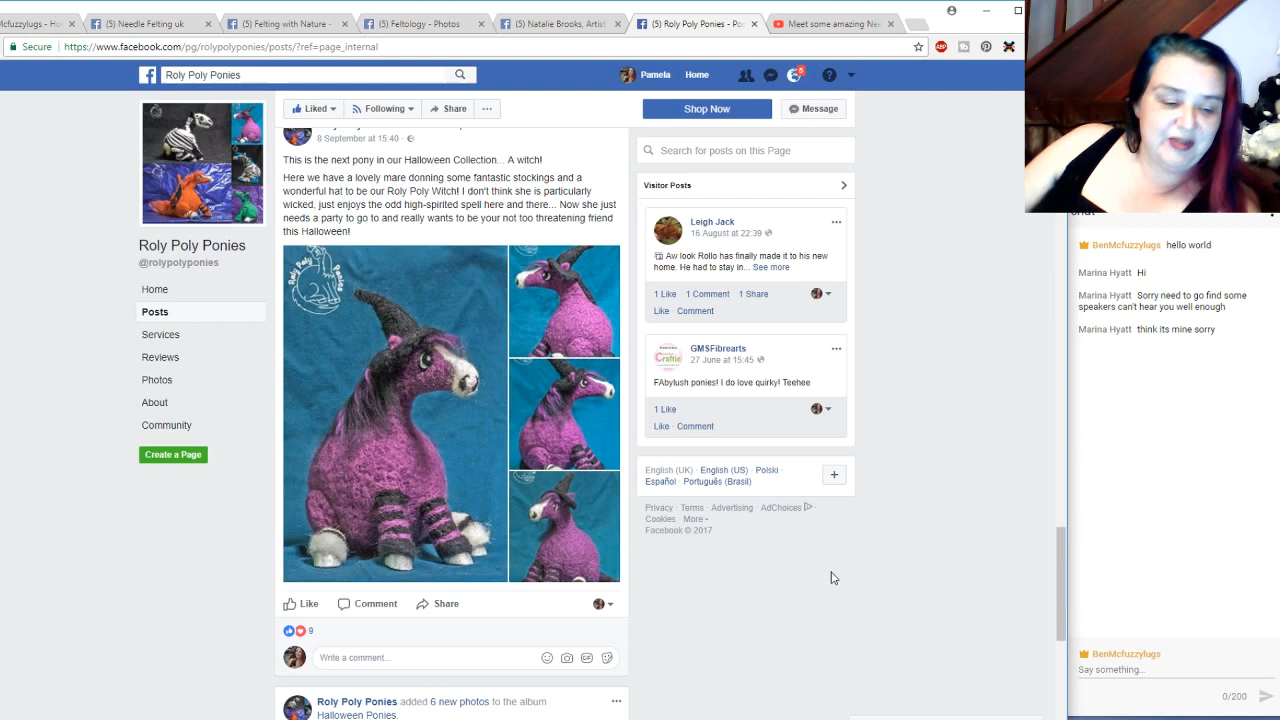 (5) Needle Felting uk
(5) Felting with Nature -
(5) Feltology - Photos
(5) Natalie Brooks, Artist
(5) Roly Poly Ponies - Po
Meet some amazing Ne
Secure
https://www.facebook.com/pg/rolypolyponies/posts/?ref=page_internal
Roly Poly Ponies
Pamela
Home
5
Liked
Following
Share
Shop Now
Message
8 September at 15:40 ·
This is the next pony in our Halloween Collection... A witch!
Here we have a lovely mare donning some fantastic stockings and a
wonderful hat to be our Roly Poly Witch! I don't think she is particularly
wicked, just enjoys the odd high-spirited spell here and there... Now she just
needs a party to go to and really wants to be your not too threatening friend
this Halloween!
Roly Poly Ponies
Like
Comment
Share
9
Write a comment...
GIF
Roly Poly Ponies added 6 new photos to the album
Halloween Ponies.
Roly Poly Ponies
@rolypolyponies
Home
Posts
Services
Reviews
Photos
About
Community
Create a Page
Search for posts on this Page
Visitor Posts
Leigh Jack
16 August at 22:39
Aw look Rollo has finally made it to his new
home. He had to stay in... See more
1 Like 1 Comment 1 Share
Like · Comment
GMSFibrearts
27 June at 15:45
FAbylush ponies! I do love quirky! Teehee
1 Like
Like · Comment
English (UK) · English (US) · Polski ·
Español · Português (Brasil)
Privacy · Terms · Advertising · AdChoices ·
Cookies · More
Facebook © 2017
BenMcfuzzylugs hello world
Marina Hyatt Hi
Marina Hyatt Sorry need to go find some
speakers can't hear you well enough
Marina Hyatt think its mine sorry
BenMcfuzzylugs
Say something...
0/200